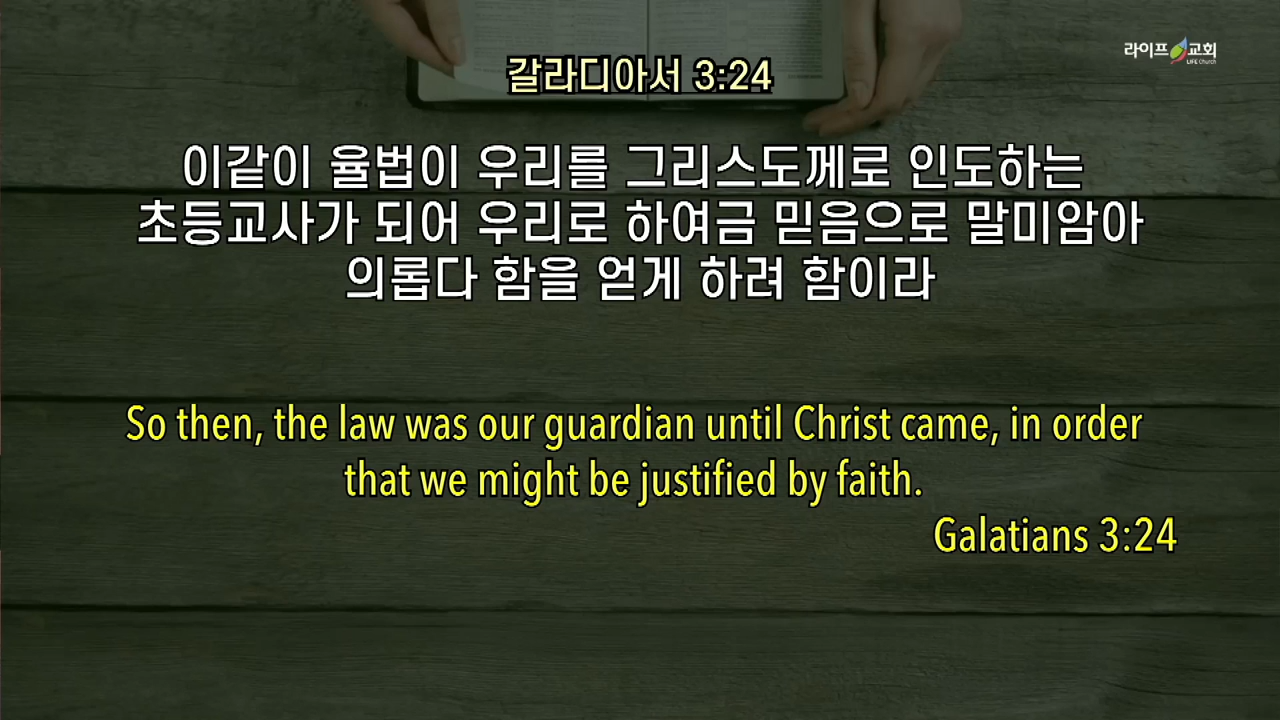 라이프 교회
LIFE Church
갈라디아서 3:24
이같이 율법이 우리를 그리스도께로 인도하는
초등교사가 되어 우리로 하여금 믿음으로 말미암아
의롭다 함을 얻게 하려 함이라
So then, the law was our guardian until Christ came, in order
that we might be justified by faith.
Galatians 3:24